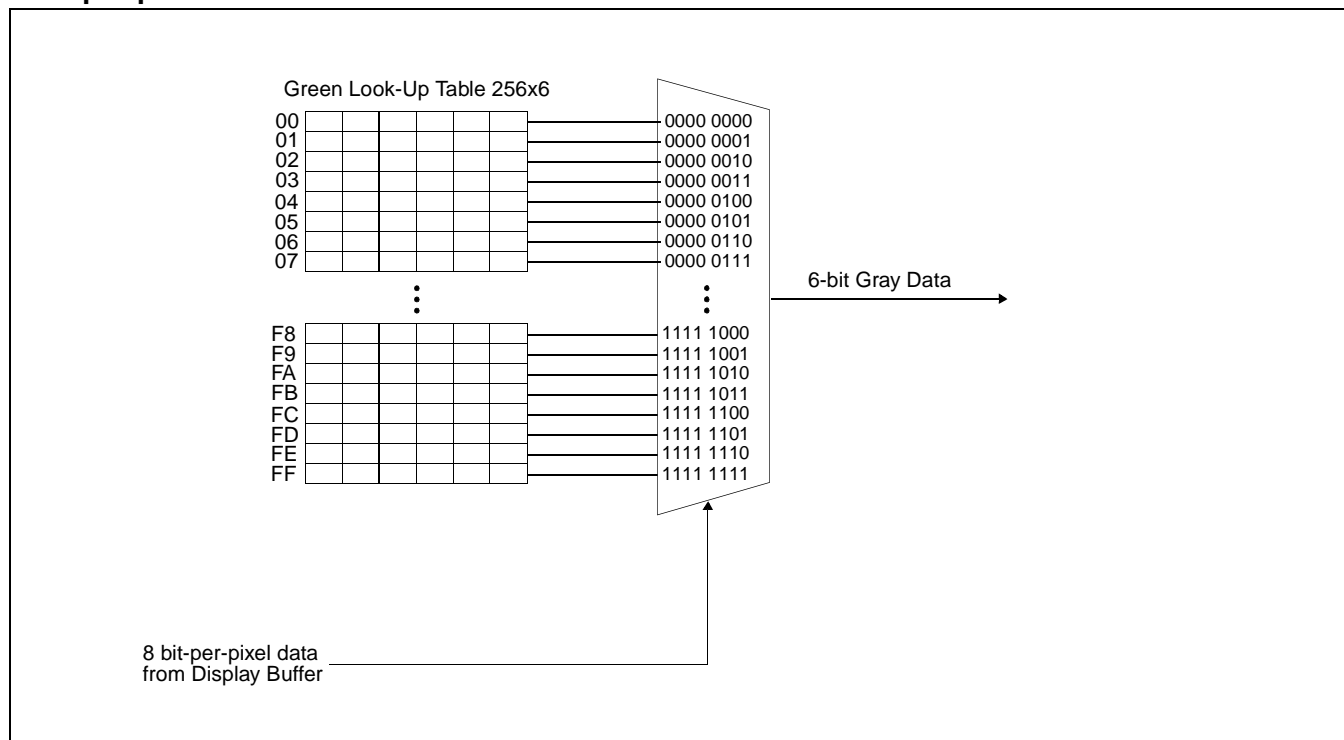 Green Look-Up Table 256x6
00
01
02
03
04
05
06
07
F8
F9
FA
FB
FC
FD
FE
FF
0000 0000
0000 0001
0000 0010
0000 0011
0000 0100
0000 0101
0000 0110
0000 0111
1111 1000
1111 1001
1111 1010
1111 1011
1111 1100
1111 1101
1111 1110
1111 1111
6-bit Gray Data
8 bit-per-pixel data
from Display Buffer